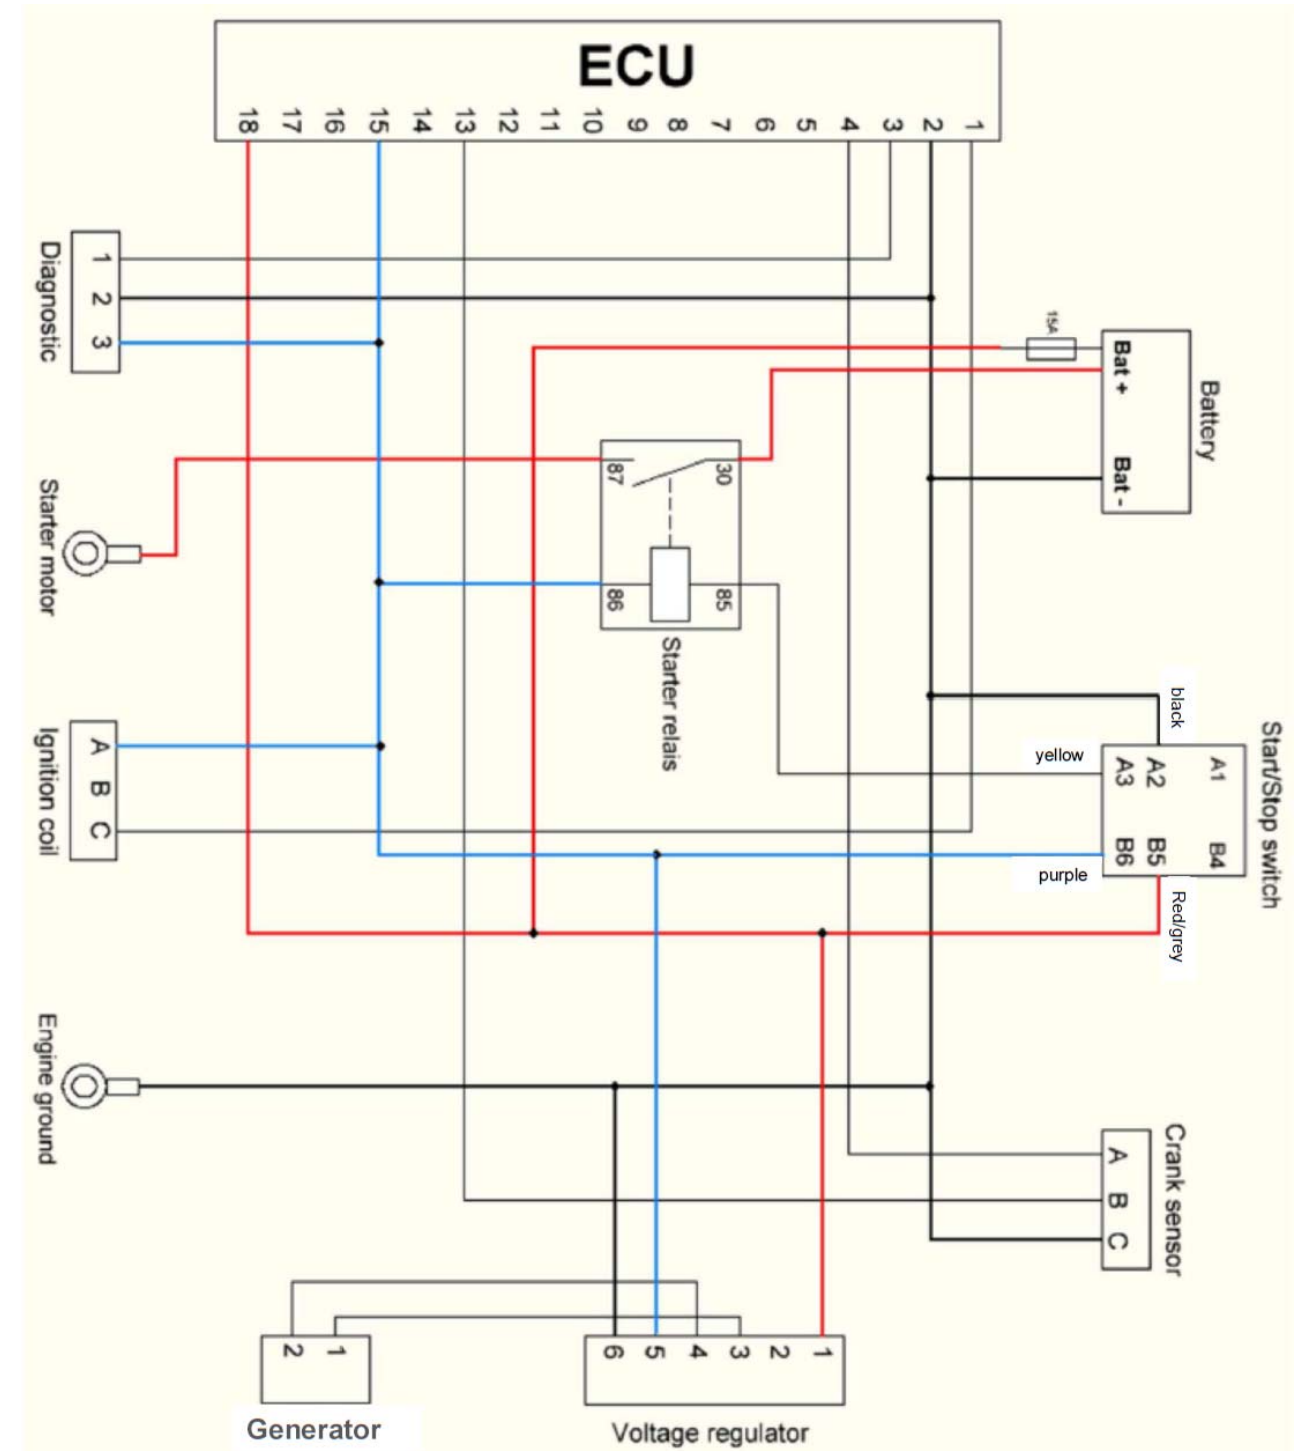 ECU
18 17 16 15 14 13 12 11 10 9 8 7 6 5 4 3 2 1
Diagnostic
1
2
3
15A
Battery
Bat +
Bat -
Starter motor
87 30
86 85
Starter relais
Ignition coil
A
B
C
black
yellow
purple
Red/grey
Start/Stop switch
A3 A2 A1
B6 B5 B4
Engine ground
Crank sensor
A
B
C
2 1
Generator
6 5 4 3 2 1
Voltage regulator